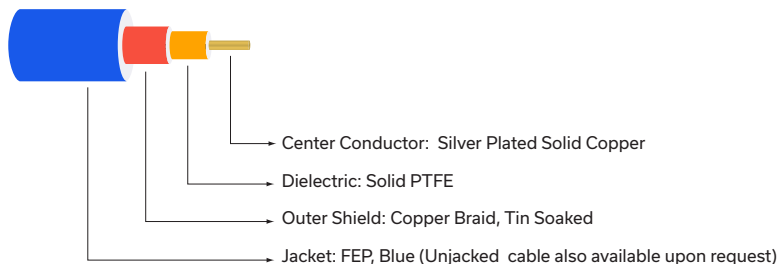 Center Conductor:  Silver Plated Solid Copper
Dielectric: Solid PTFE
Outer Shield: Copper Braid, Tin Soaked
Jacket: FEP, Blue (Unjacked  cable also available upon request)